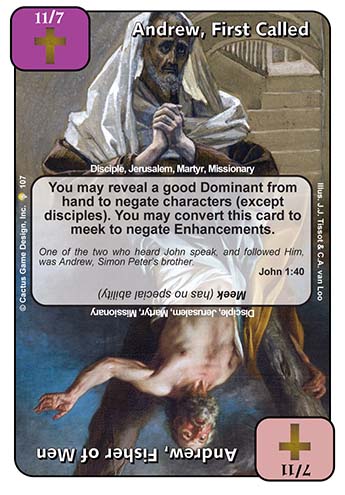 11/7
Andrew, First Called
Disciple, Jerusalem, Martyr, Missionary
You may reveal a good Dominant from
hand to negate characters (except
disciples). You may convert this card to
meek to negate Enhancements.
One of the two who heard John speak, and followed Him,
was Andrew, Simon Peter's brother.
John 1:40
© Cactus Game Design, Inc. 107
Illus. J.J. Tissot & C.A. van Loo
Meek (has no special ability)
Disciple, Jerusalem, Martyr, Missionary
Andrew, Fisher of Men
7/11